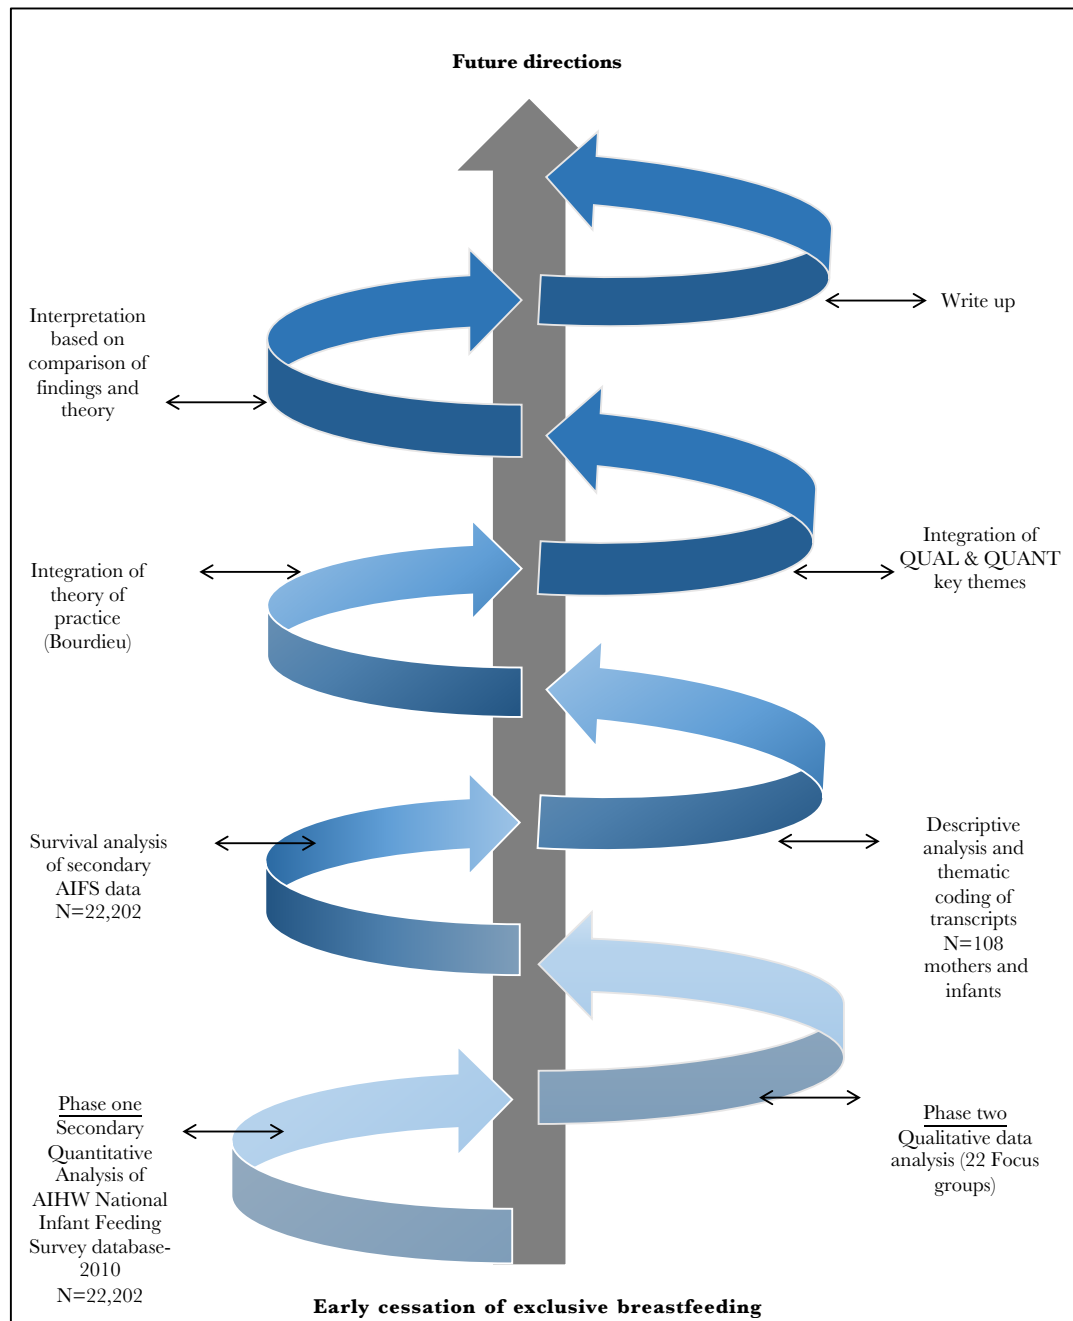 Future directions
Write up
Interpretation
based on
comparison of
findings and
theory
Integration of
QUAL & QUANT
key themes
Integration of
theory of
practice
(Bourdieu)
Descriptive
analysis and
thematic
coding of
transcripts
N=108
mothers and
infants
Survival analysis
of secondary
AIFS data
N=22,202
Phase one
Secondary
Quantitative
Analysis of
AIHW National
Infant Feeding
Survey database-
2010
N=22,202
Phase two
Qualitative data
analysis (22 Focus
groups)
Early cessation of exclusive breastfeeding